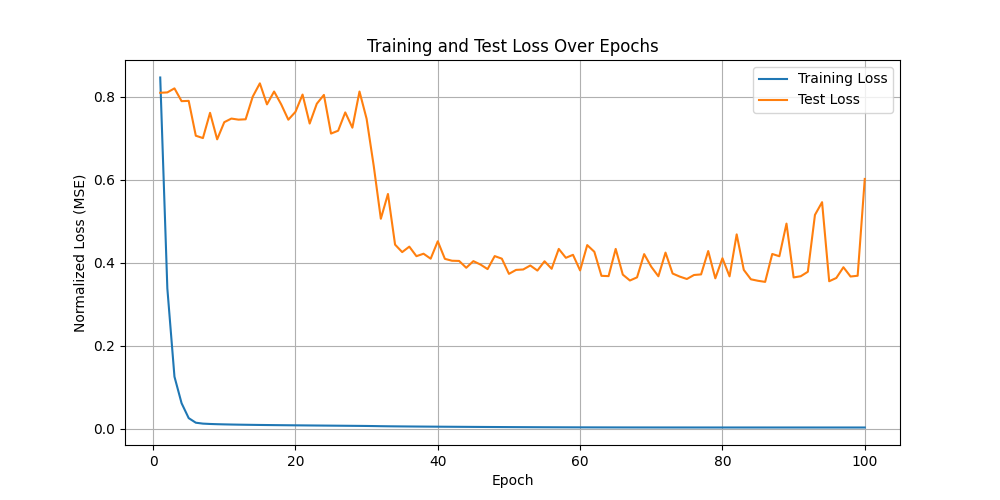 Training and Test Loss Over Epochs
Training Loss
Test Loss
Normalized Loss (MSE)
0.8
0.6
0.4
0.2
0.0
0 20 40 60 80 100
Epoch